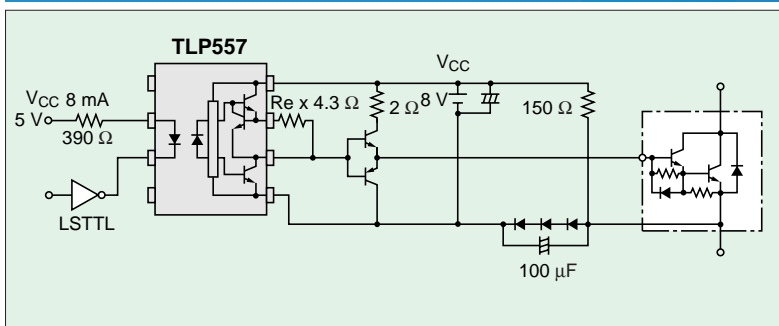 TLP557
VCC 8 mA
5 V
390 Ω
LSTTL
Re x 4.3 Ω
VCC
2 Ω
8 V
150 Ω
100 µF